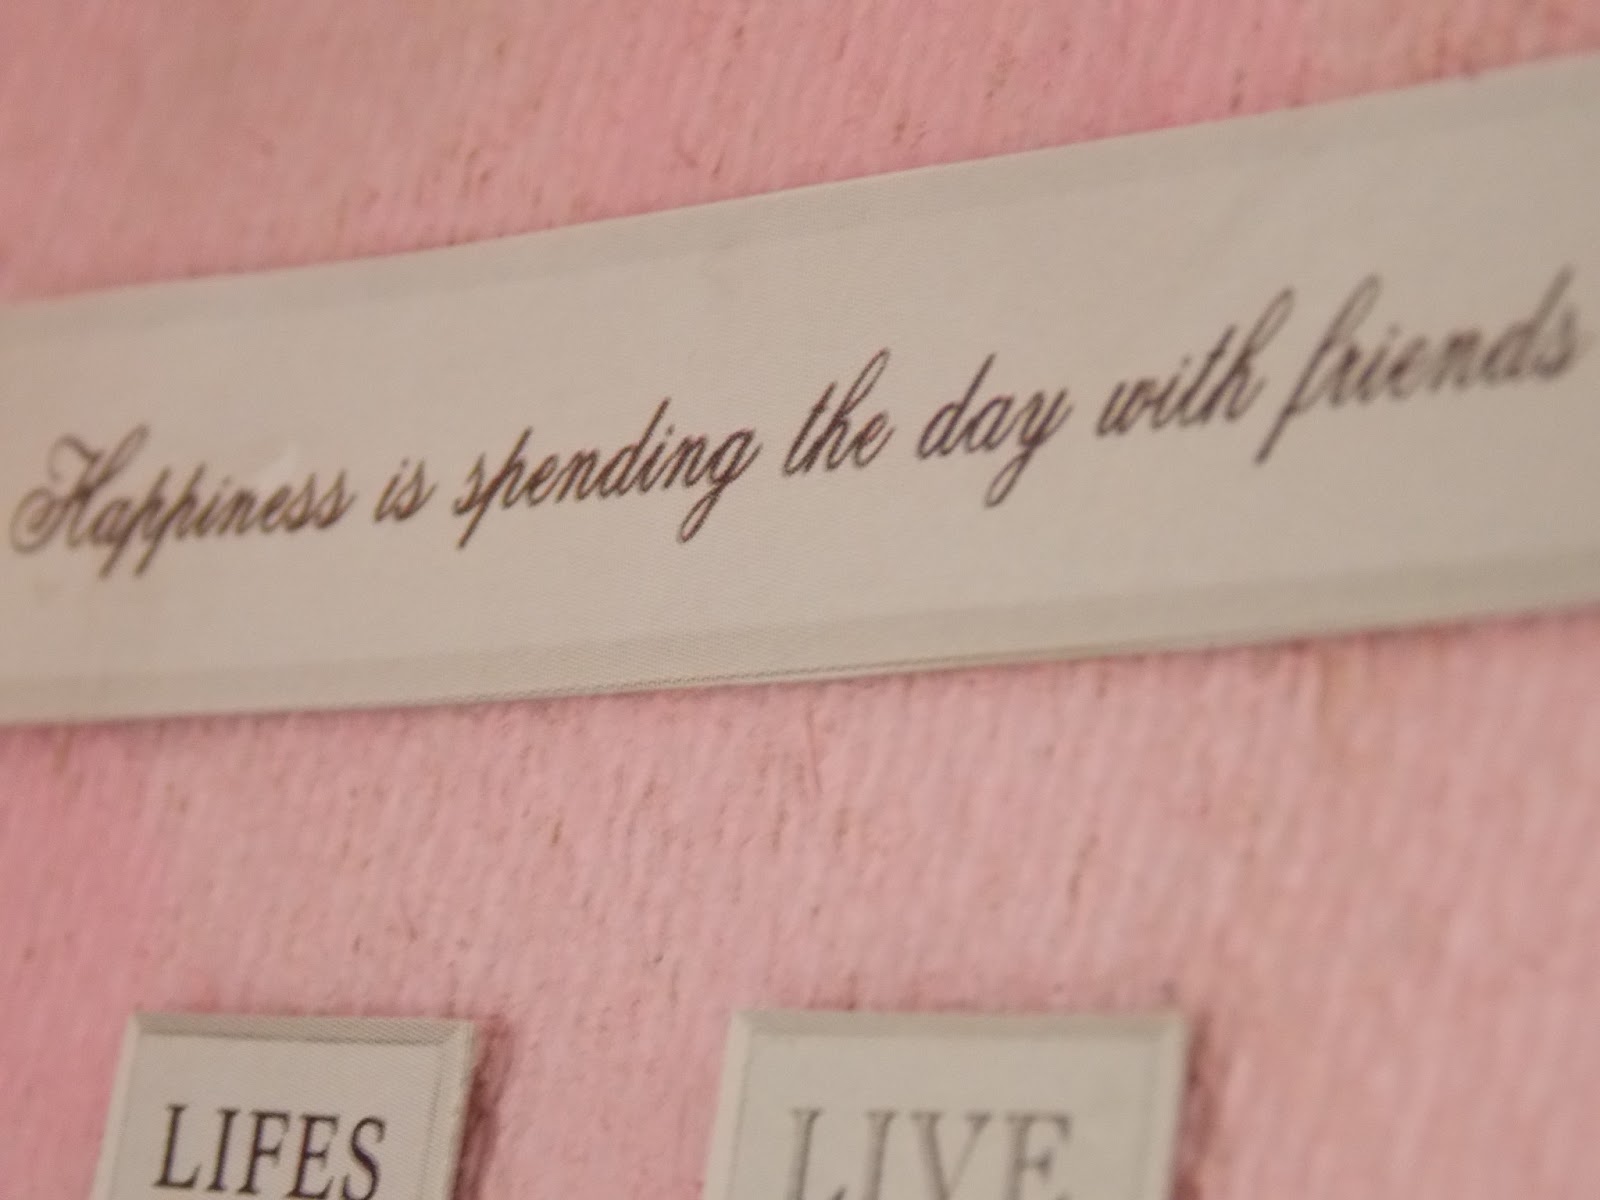 Happiness is spending the day with friends
LIFES
LIVE